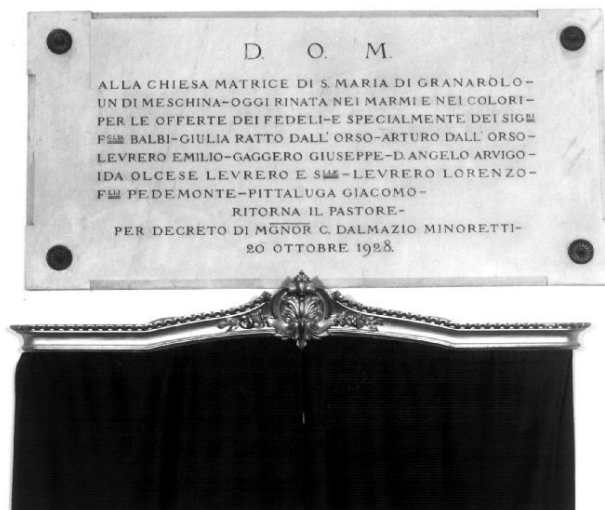 D. O. M.
ALLA CHIESA MATRICE DI S. MARIA DI GRANAROLO-
UN DI MESCHINA-OGGI RINATA NEI MARMI E NEI COLORI-
PER LE OFFERTE DEI FEDELI-E SPECIALMENTE DEI SIG
BALBI-GIULIA RATTO DALL'ORSO-ARTURO DALL'ORSO-
LEVRERO EMILIO-GAGGERO GIUSEPPE-D. ANGELO ARVIGO-
IDA OLCESE LEVRERO E -LEVRERO LORENZO-
FLLI PEDEMONTE-PITTALUGA GIACOMO-
RITORNA IL PASTORE-
PER DECRETO DI MGNOR C. DALMAZIO MINORETTI-
20 OTTOBRE 1928.